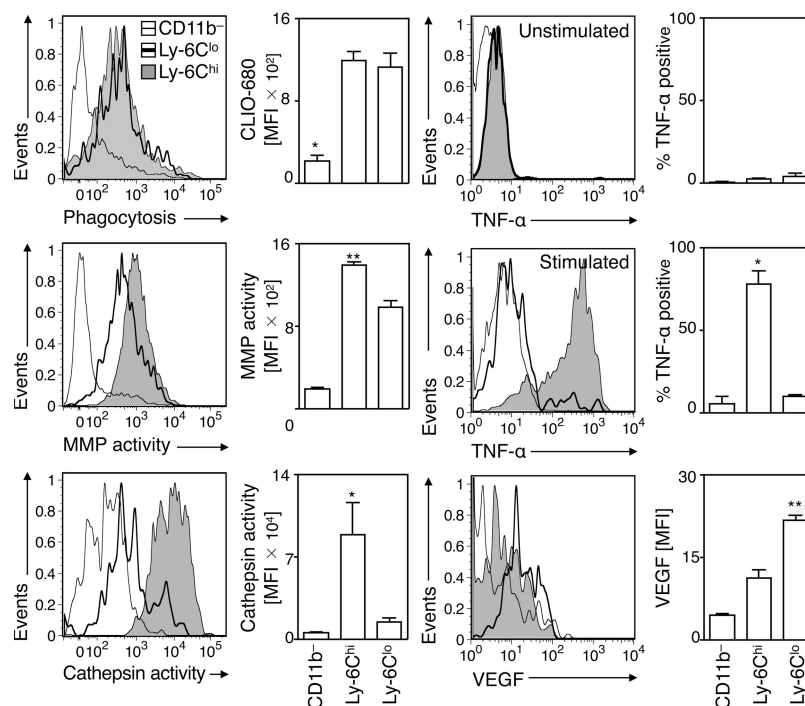 CD11b–
Ly-6Clo
Ly-6Chi
Events
1
0.8
0.6
0.4
0.2
0
0 10² 10³ 10⁴ 10⁵
Phagocytosis
CLIO-680
[MFI × 10²]
16
8
0
*
Events
1
0.8
0.6
0.4
0.2
0
Unstimulated
10⁰ 10¹ 10² 10³ 10⁴
TNF-α
% TNF-α positive
100
50
0
Events
1
0.8
0.6
0.4
0.2
0
0 10² 10³ 10⁴ 10⁵
MMP activity
MMP activity
[MFI × 10²]
16
8
0
**
Events
1
0.8
0.6
0.4
0.2
0
Stimulated
10⁰ 10¹ 10² 10³ 10⁴
TNF-α
% TNF-α positive
100
50
0
*
Events
1
0.8
0.6
0.4
0.2
0
0 10² 10³ 10⁴ 10⁵
Cathepsin activity
Cathepsin activity
[MFI × 10⁴]
14
7
0
*
CD11b–
Ly-6Chi
Ly-6Clo
Events
1
0.8
0.6
0.4
0.2
0
10⁰ 10¹ 10² 10³ 10⁴
VEGF
VEGF [MFI]
30
15
0
**
CD11b–
Ly-6Chi
Ly-6Clo